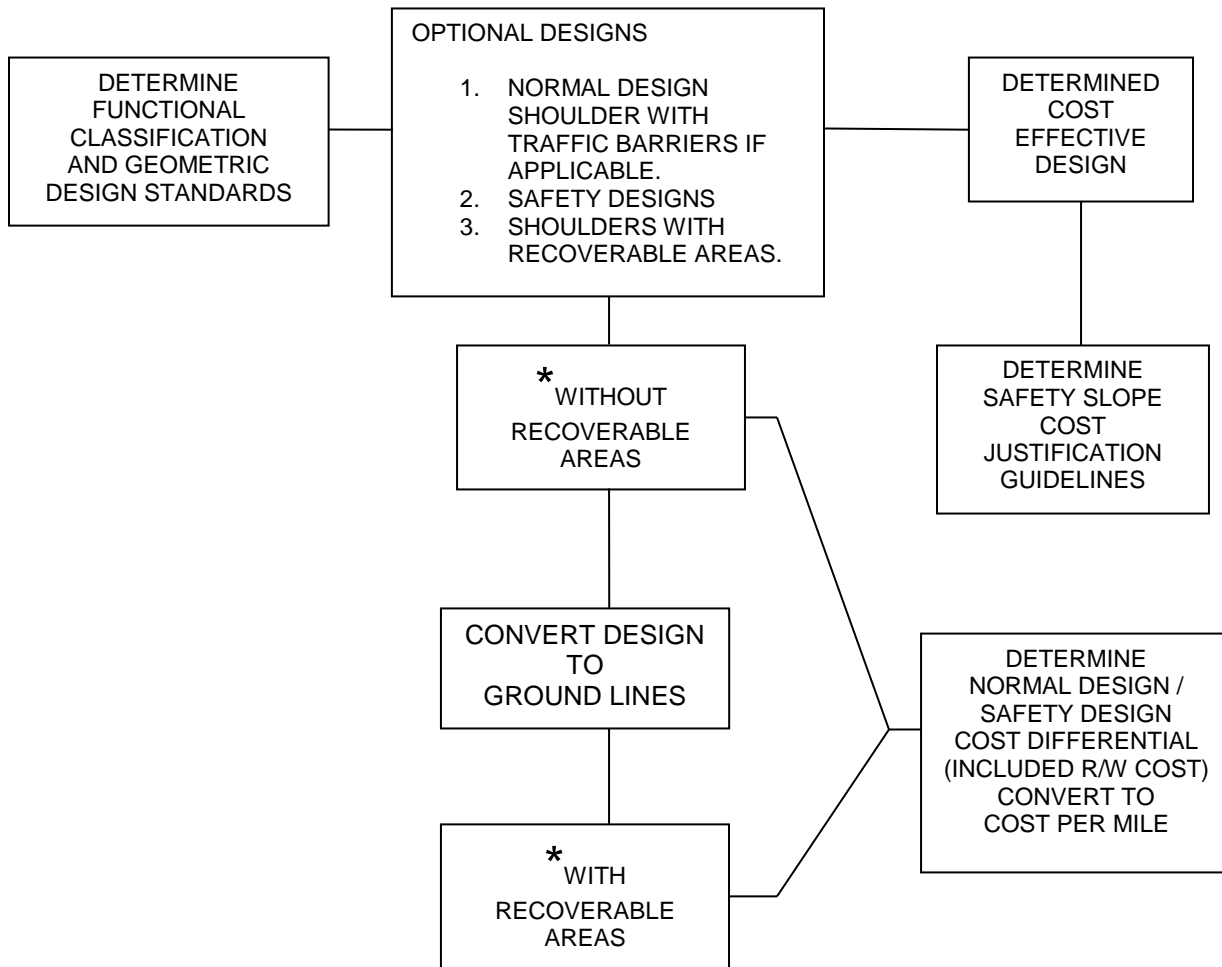 DETERMINE
FUNCTIONAL
CLASSIFICATION
AND GEOMETRIC
DESIGN STANDARDS
OPTIONAL DESIGNS
1. NORMAL DESIGN
SHOULDER WITH
TRAFFIC BARRIERS IF
APPLICABLE.
2. SAFETY DESIGNS
3. SHOULDERS WITH
RECOVERABLE AREAS.
DETERMINED
COST
EFFECTIVE
DESIGN
*WITHOUT
RECOVERABLE
AREAS
DETERMINE
SAFETY SLOPE
COST
JUSTIFICATION
GUIDELINES
CONVERT DESIGN
TO
GROUND LINES
DETERMINE
NORMAL DESIGN /
SAFETY DESIGN
COST DIFFERENTIAL
(INCLUDED R/W COST)
CONVERT TO
COST PER MILE
*WITH
RECOVERABLE
AREAS